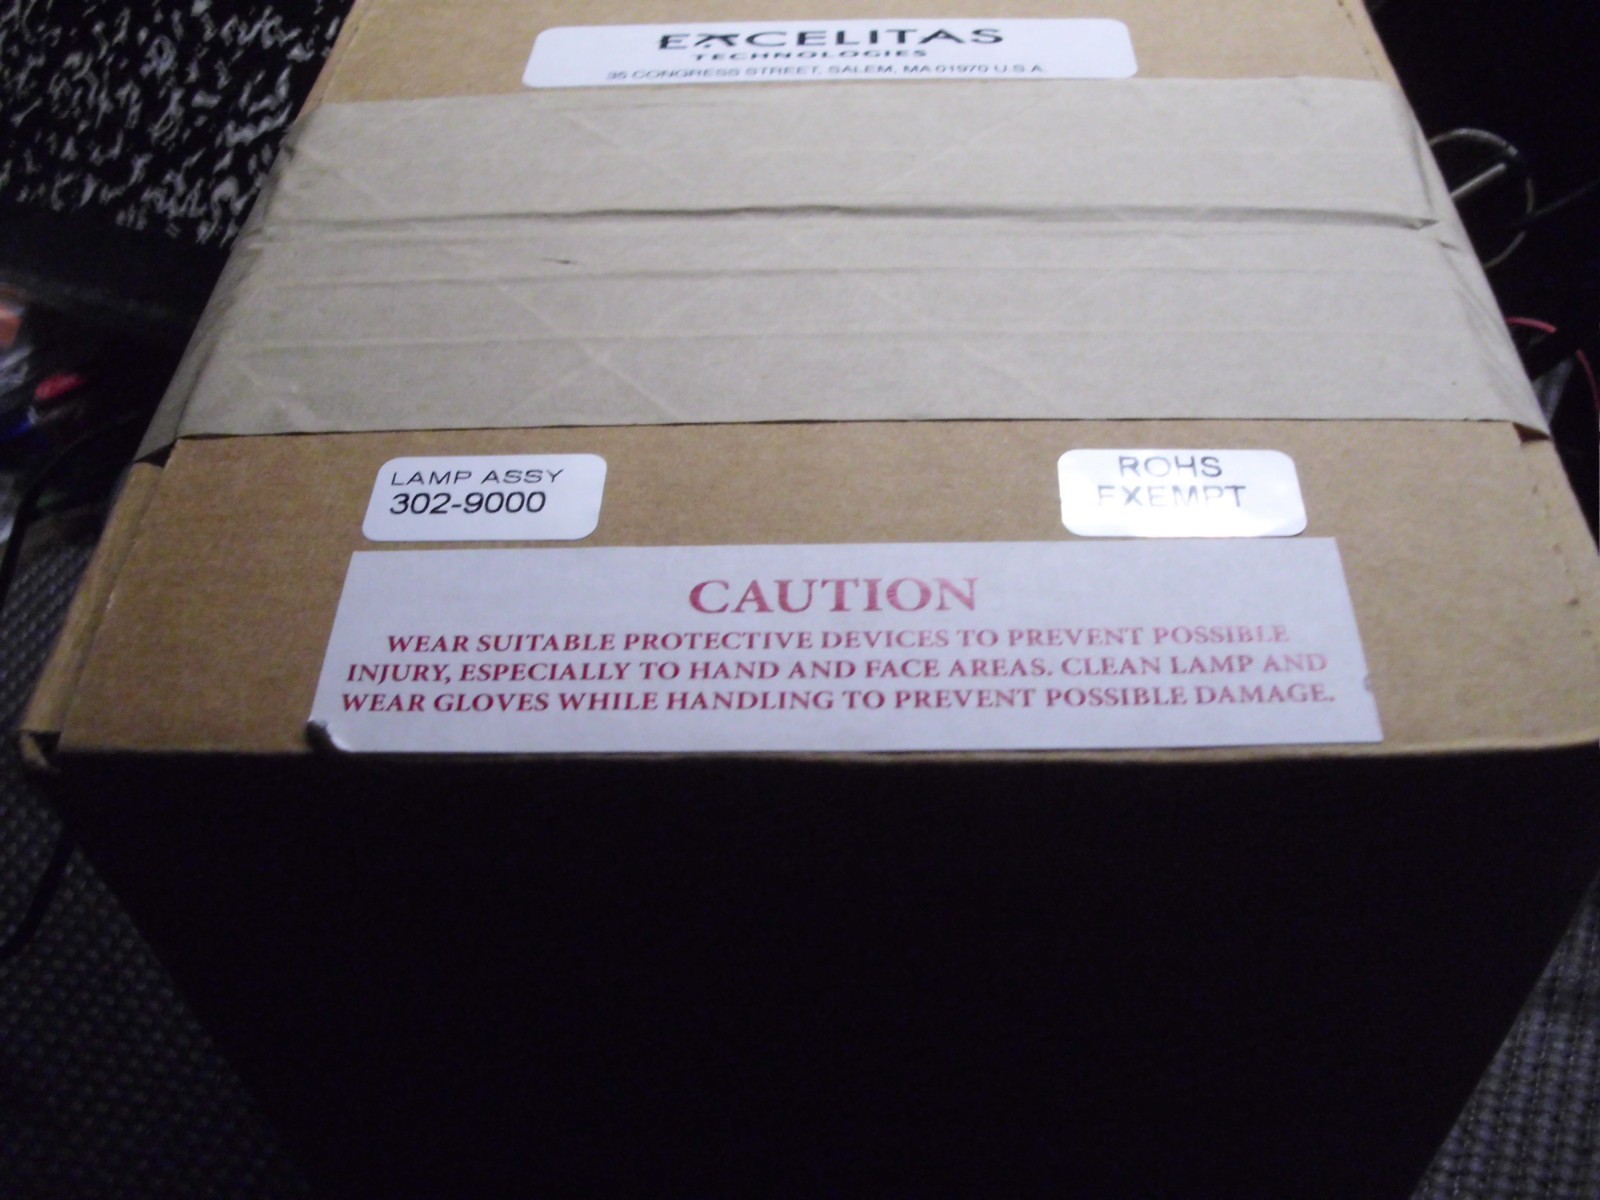 EXCELITAS
TECHNOLOGIES
35 CONGRESS STREET, SALEM, MA 01970 U.S.A.
LAMP ASSY
302-9000
ROHS
EXEMPT
CAUTION
WEAR SUITABLE PROTECTIVE DEVICES TO PREVENT POSSIBLE
INJURY, ESPECIALLY TO HAND AND FACE AREAS. CLEAN LAMP AND
WEAR GLOVES WHILE HANDLING TO PREVENT POSSIBLE DAMAGE.